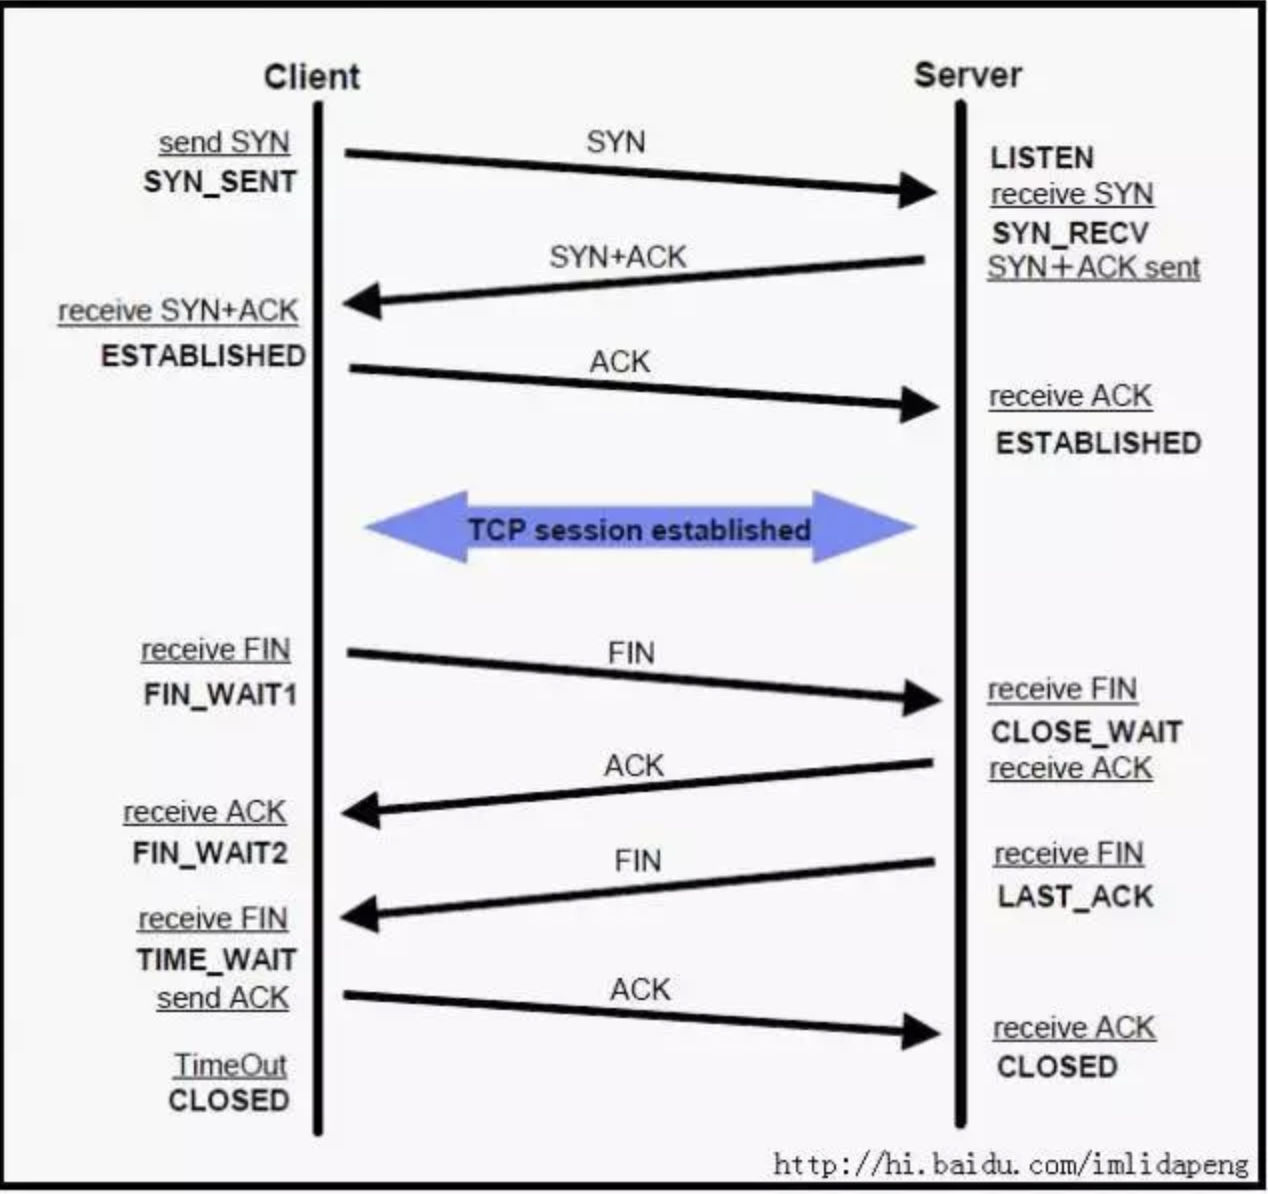 Client
Server
send SYN
SYN
SYN_SENT
LISTEN
receive SYN
SYN_RECV
SYN+ACK
SYN＋ACK sent
receive SYN+ACK
ESTABLISHED
ACK
receive ACK
ESTABLISHED
TCP session established
receive FIN
FIN
FIN_WAIT1
receive FIN
CLOSE_WAIT
ACK
receive ACK
receive ACK
FIN_WAIT2
FIN
receive FIN
LAST_ACK
receive FIN
TIME_WAIT
send ACK
ACK
receive ACK
CLOSED
TimeOut
CLOSED
http://hi.baidu.com/imlidapeng